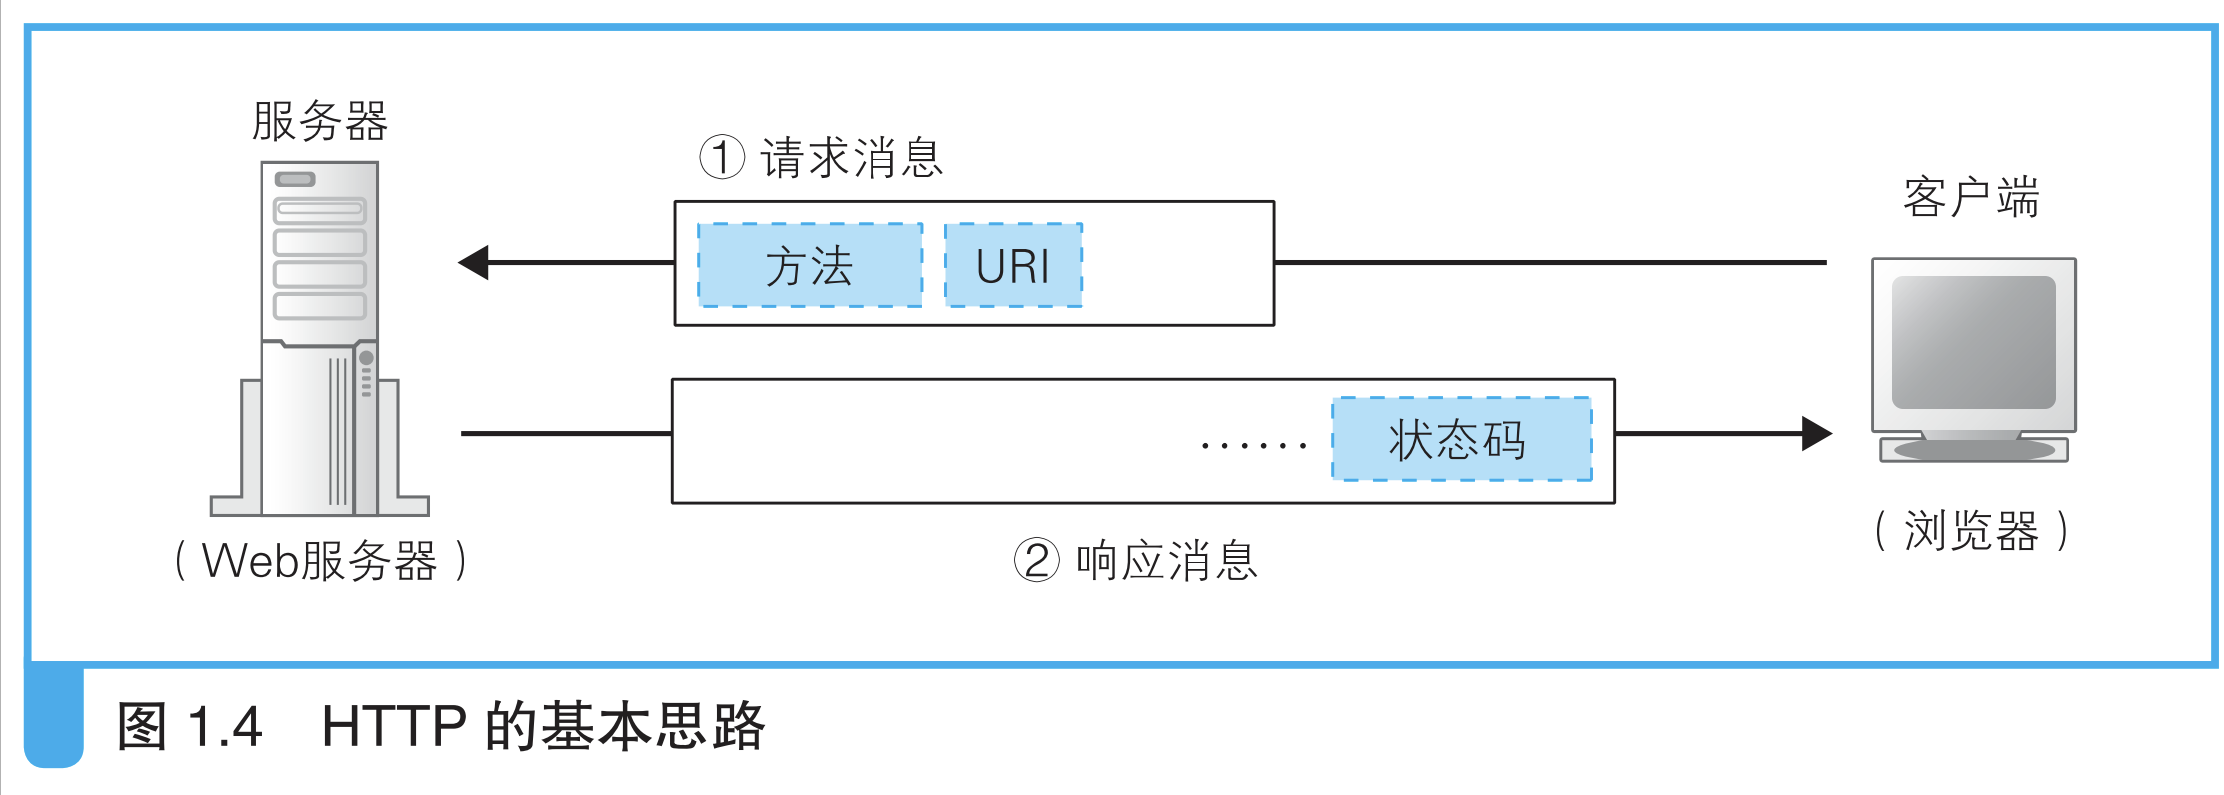 服务器
① 请求消息
客户端
方法
URI
…… 状态码
(Web服务器)
② 响应消息
(浏览器)
图 1.4 HTTP 的基本思路